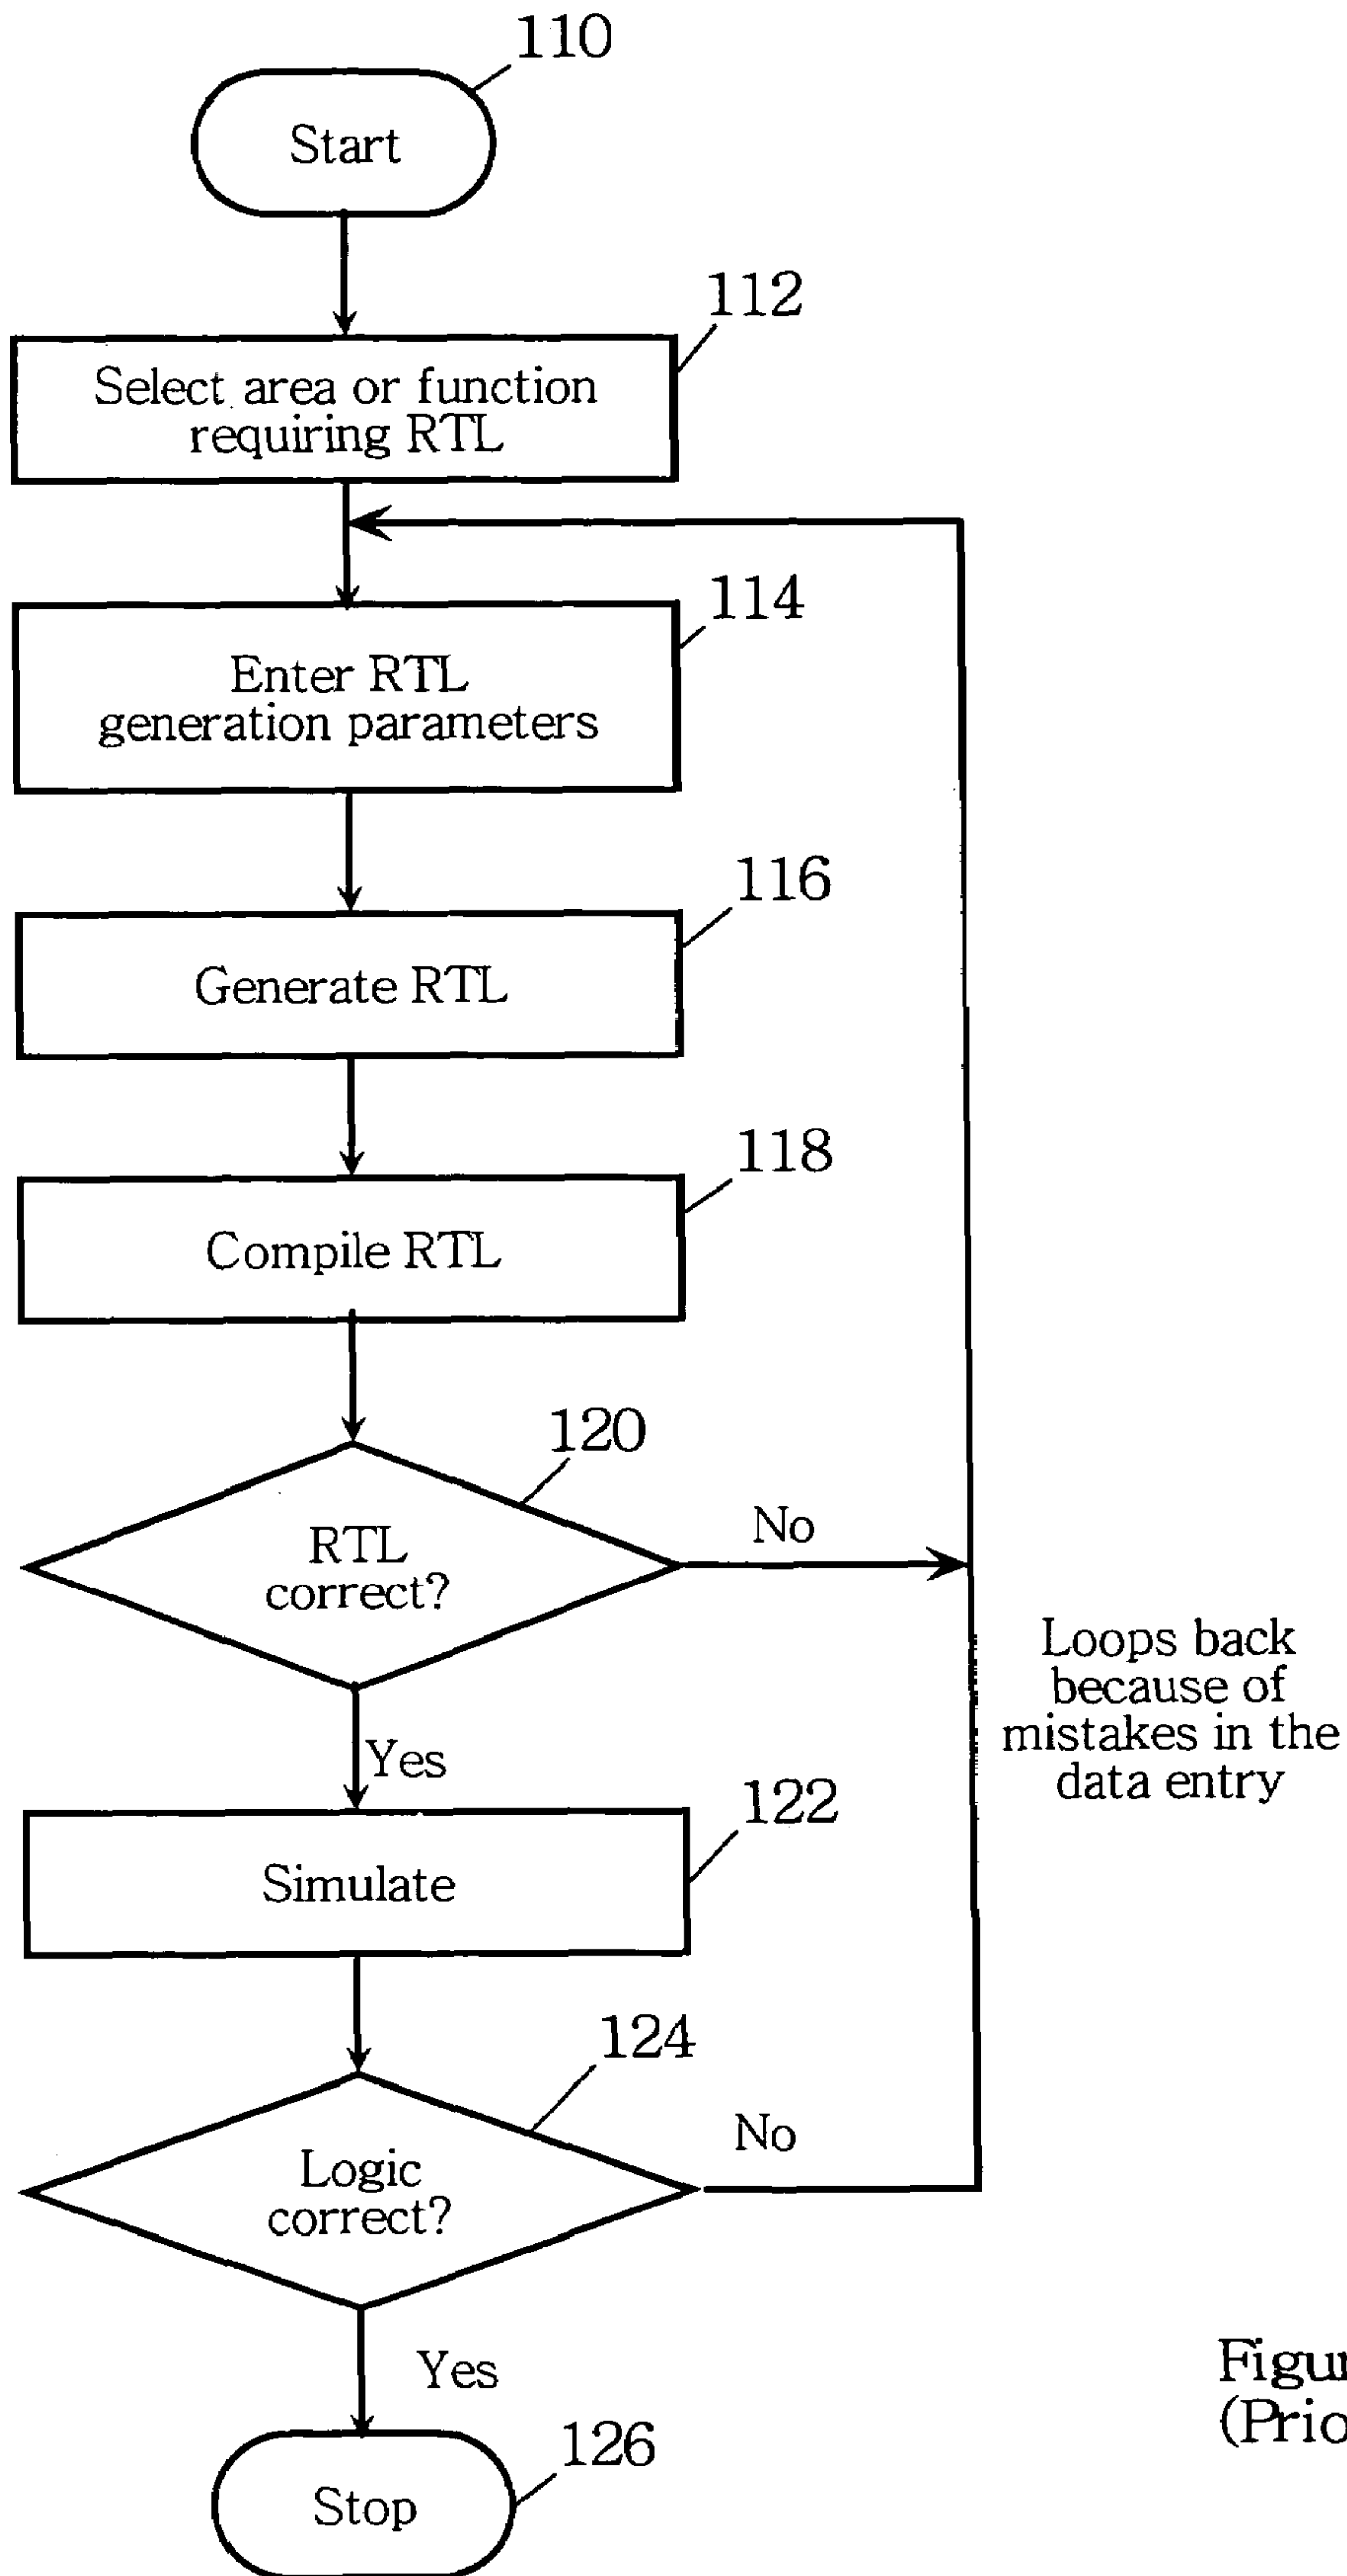 110
Start
112
Select area or function
requiring RTL
114
Enter RTL
generation parameters
116
Generate RTL
118
Compile RTL
120
RTL
correct?
No
Loops back
because of
mistakes in the
data entry
Yes
122
Simulate
124
Logic
correct?
No
Yes
126
Stop